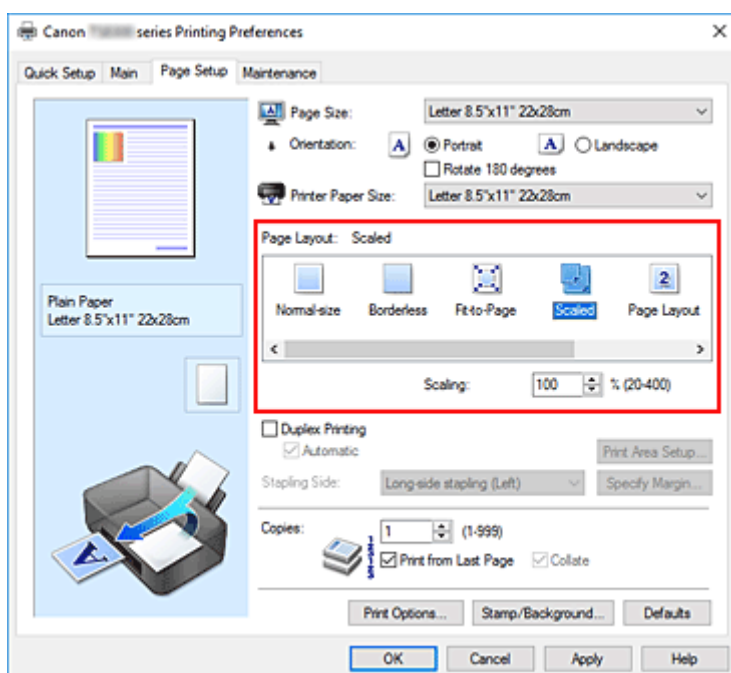 Canon series Printing Preferences
Quick Setup Main Page Setup Maintenance
Page Size: Letter 8.5"x11" 22x28cm
Orientation: A Portrait A Landscape
Rotate 180 degrees
Printer Paper Size: Letter 8.5"x11" 22x28cm
Page Layout: Scaled
2
Normal-size Borderless Fit-to-Page Scaled Page Layout
Scaling: 100 % (20-400)
Plain Paper
Letter 8.5"x11" 22x28cm
Duplex Printing
Automatic Print Area Setup...
Stapling Side: Long-side stapling (Left) Specify Margin...
Copies: 1 (1-999)
Print from Last Page Collate
A
Print Options... Stamp/Background... Defaults
OK Cancel Apply Help